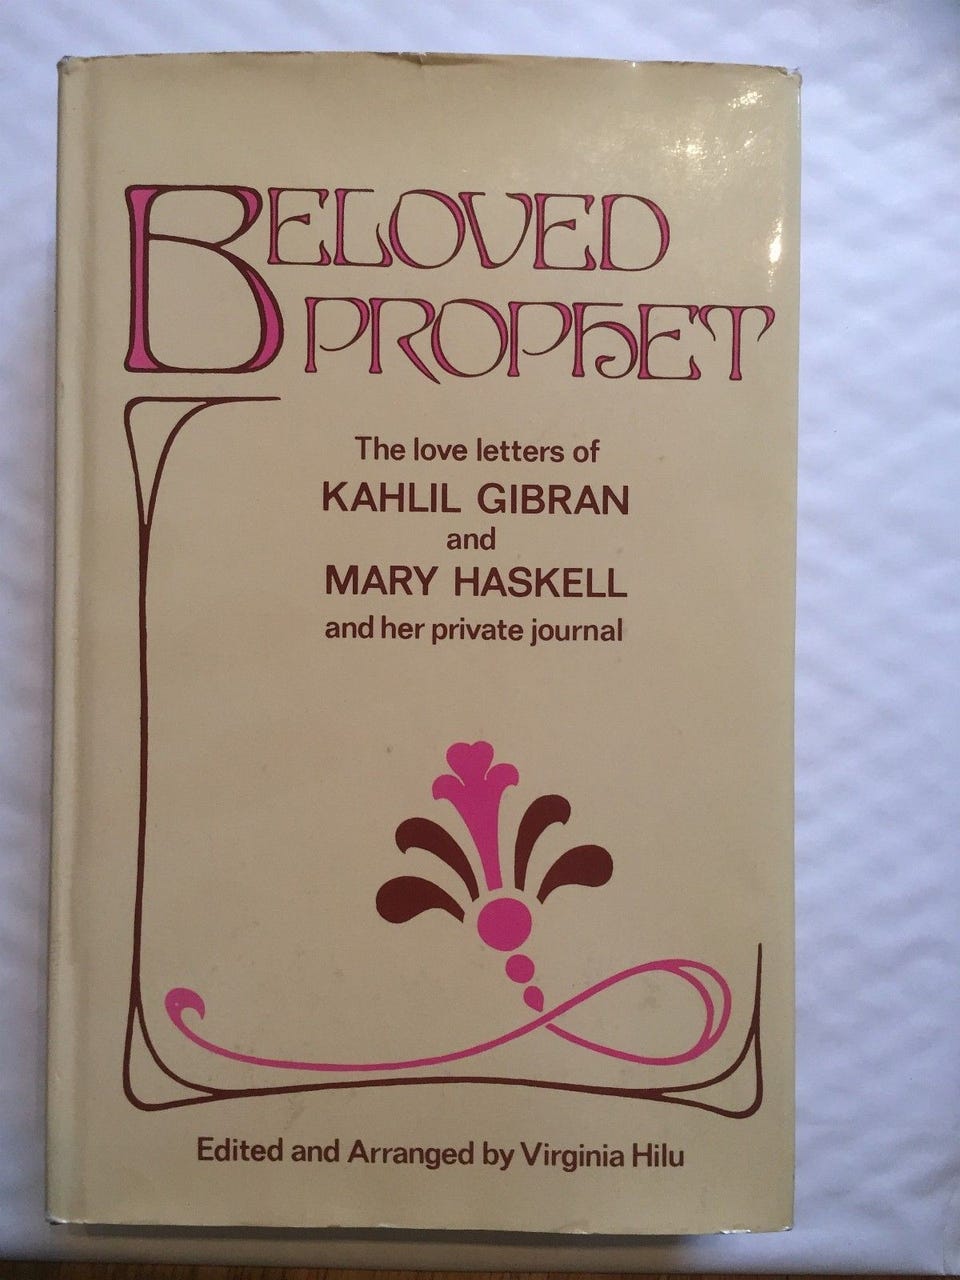 BELOVED
PROPHET
The love letters of
KAHLIL GIBRAN
and
MARY HASKELL
and her private journal
Edited and Arranged by Virginia Hilu